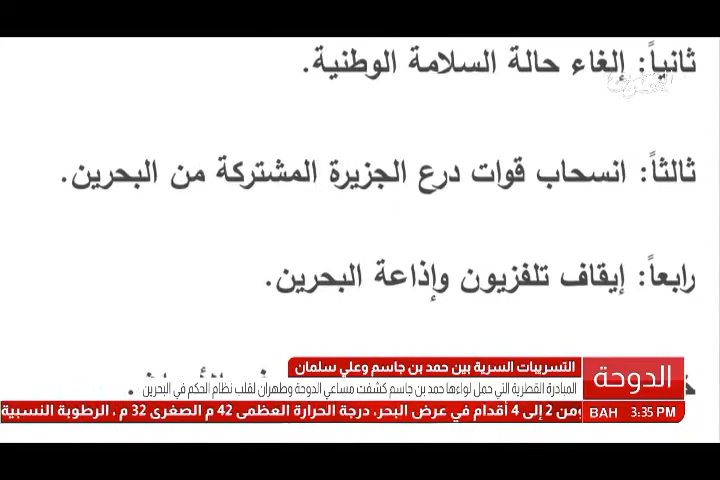 ثانياً: إلغاء حالة السلامة الوطنية.
ثالثاً: انسحاب قوات درع الجزيرة المشتركة من البحرين.
رابعاً: إيقاف تلفزيون وإذاعة البحرين.
التسريبات السرية بين حمد بن جاسم وعلي سلمان
الدوحة
المبادرة القطرية التي حمل لواءها حمد بن جاسم كشفت مساعي الدوحة وطهران لقلب نظام الحكم في البحرين
ومن 2 إلى 4 أقدام في عرض البحر، درجة الحرارة العظمى 42 م الصغرى 32 م ، الرطوبة النسبية
BAH 3:35 PM